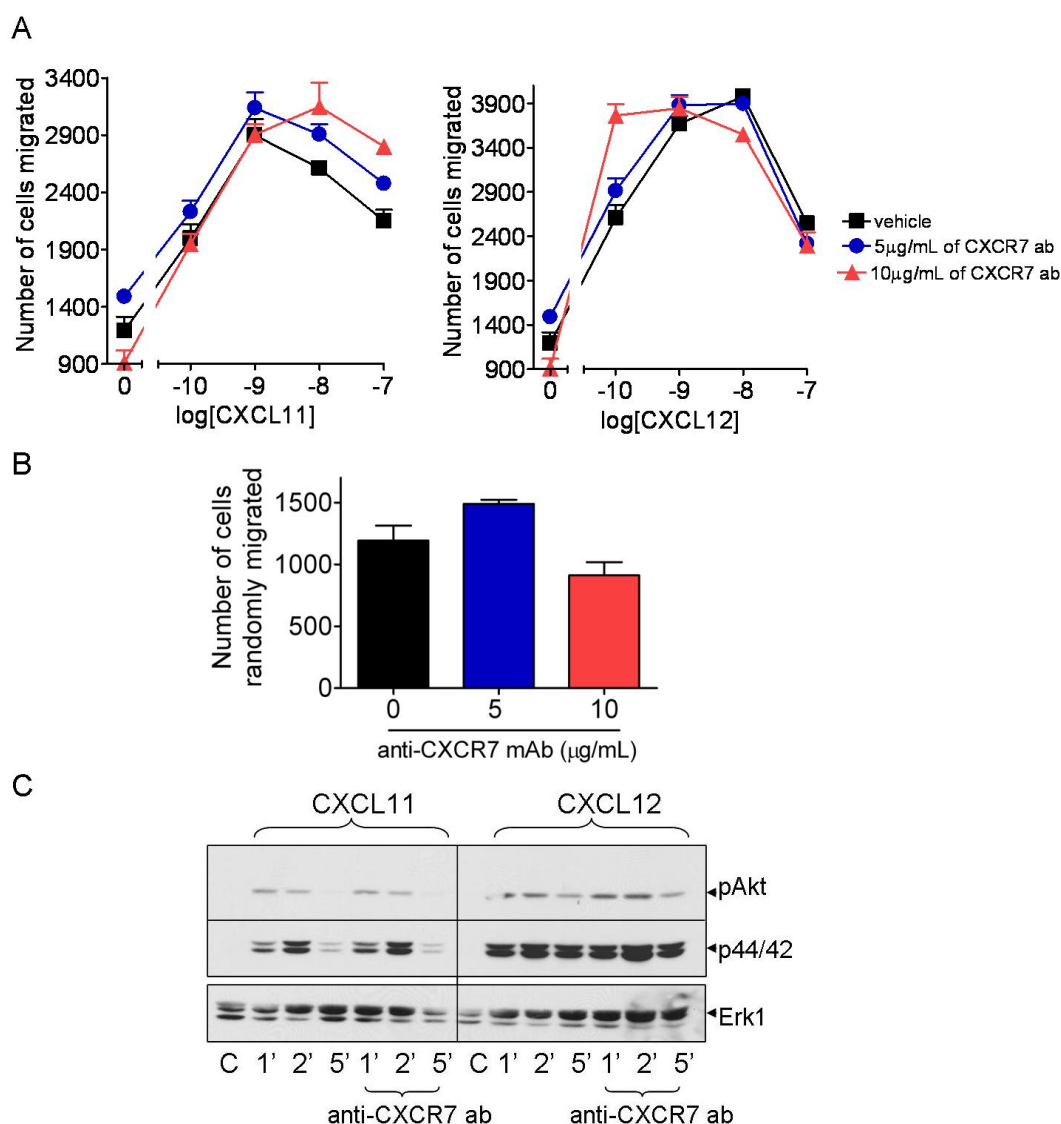 A
Number of cells migrated
3400
2900
2400
1900
1400
900
0 -10 -9 -8 -7
log[CXCL11]
Number of cells migrated
3900
3400
2900
2400
1900
1400
900
0 -10 -9 -8 -7
log[CXCL12]
vehicle
5μg/mL of CXCR7 ab
10μg/mL of CXCR7 ab
B
Number of cells
randomly migrated
1500
1000
500
0
0 5 10
anti-CXCR7 mAb (μg/mL)
C
CXCL11 CXCL12
pAkt
p44/42
Erk1
C 1’ 2’ 5’ 1’ 2’ 5’ C 1’ 2’ 5’ 1’ 2’ 5’
anti-CXCR7 ab anti-CXCR7 ab